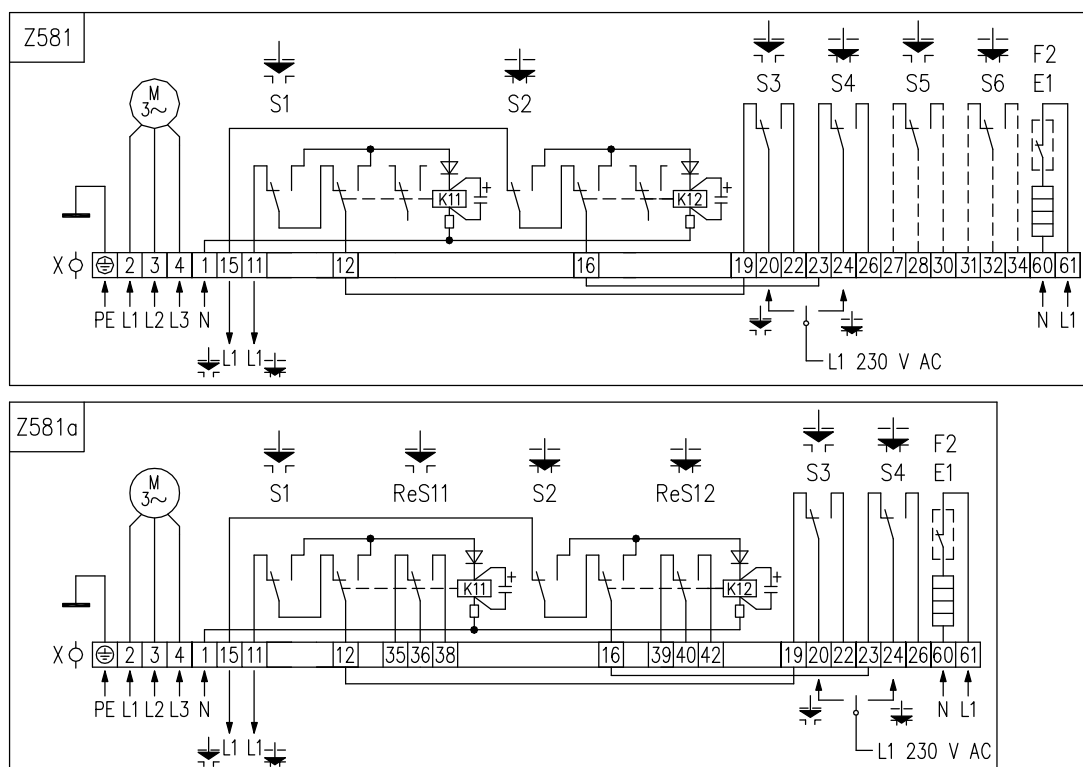 Z581
M
3~
S1
S2
S3
S4
S5
S6
F2
E1
K11
+
K12
+
X
2 3 4 1 15 11 12 16 19 20 22 23 24 26 27 28 30 31 32 34 60 61
PE L1 L2 L3 N
L1 L1
N L1
L1 230 V AC
Z581a
M
3~
S1
ReS11
S2
ReS12
S3
S4
F2
E1
K11
+
K12
+
X
2 3 4 1 15 11 12 35 36 38 16 39 40 42 19 20 22 23 24 26 60 61
PE L1 L2 L3 N
L1 L1
N L1
L1 230 V AC